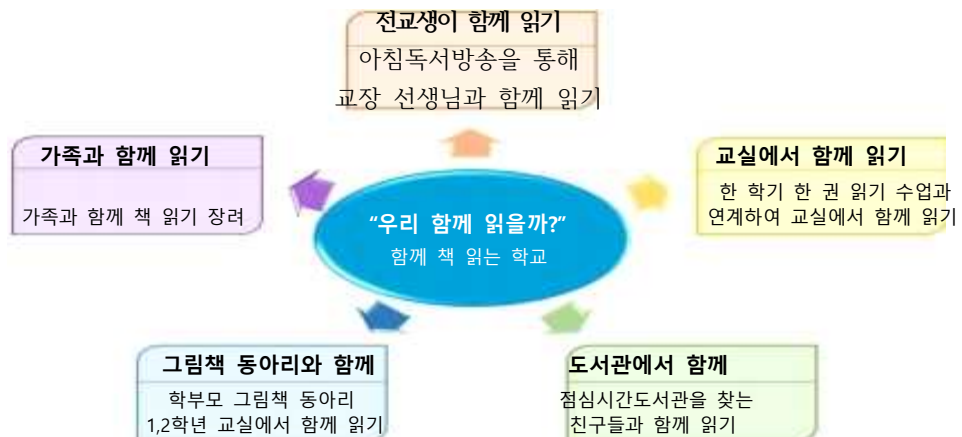 전교생이 함께 읽기
아침독서방송을 통해
교장 선생님과 함께 읽기
가족과 함께 읽기
가족과 함께 책 읽기 장려
교실에서 함께 읽기
한 학기 한 권 읽기 수업과
연계하여 교실에서 함께 읽기
“우리 함께 읽을까?”
함께 책 읽는 학교
그림책 동아리와 함께
학부모 그림책 동아리
1,2학년 교실에서 함께 읽기
도서관에서 함께
점심시간도서관을 찾는
친구들과 함께 읽기